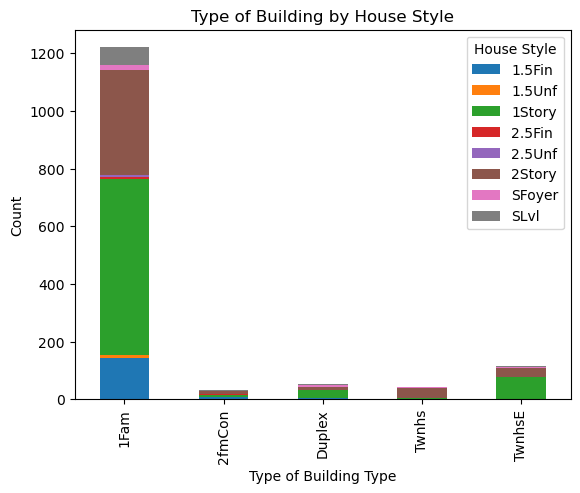 Type of Building by House Style
1200
1000
800
600
400
200
0
Count
House Style
1.5Fin
1.5Unf
1Story
2.5Fin
2.5Unf
2Story
SFoyer
SLvl
1Fam
2fmCon
Duplex
Twnhs
TwnhsE
Type of Building Type